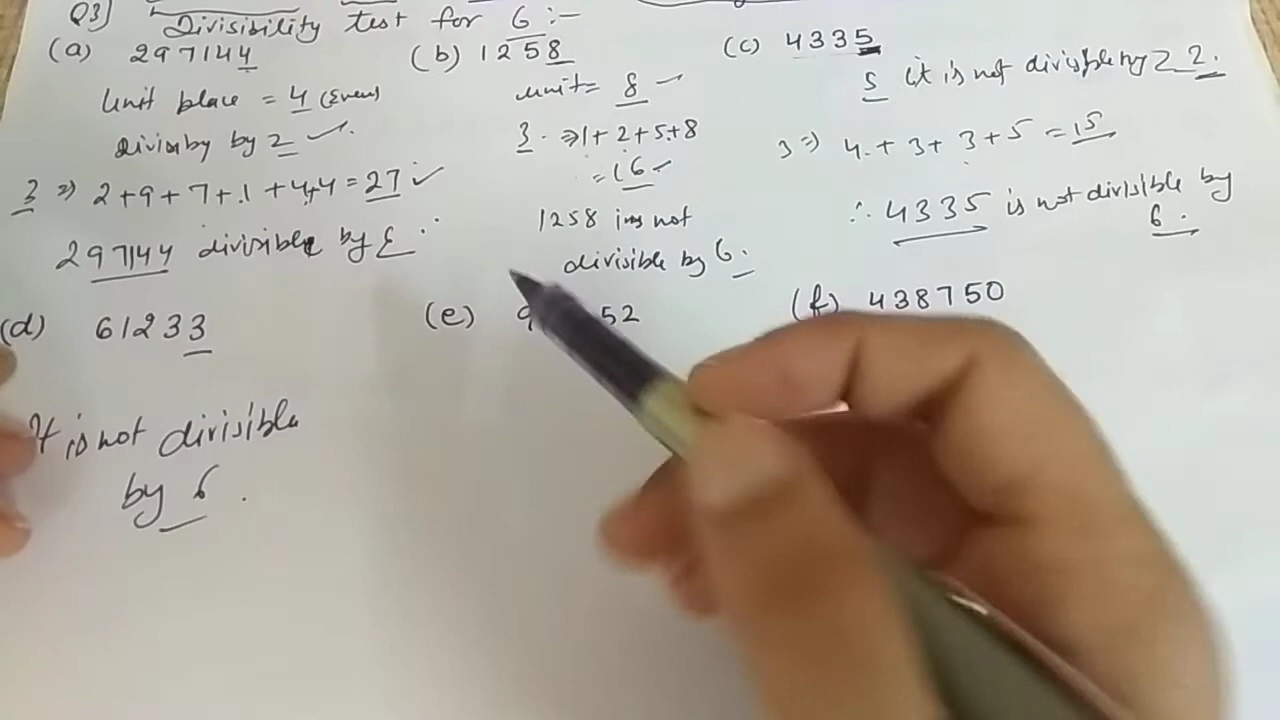 Q3) Divisibility test for 6 :-
(a) 297144
Unit place = 4 (Even)
by 2 ✓.
3 => 2+9+7+1+4+4 = 27 ✓
297144 divisible by
(b) 1258
unit = 8
3. => 1+2+5+8
= 16
1258 is not
divisible by 6.
(c) 4335
5 it is not by 2.
3 => 4+3+3+5 = 15
∴ 4335 is not divisible by
6.
(d) 61233
It is not divisible
by 6.
(e) 52
(f) 438750